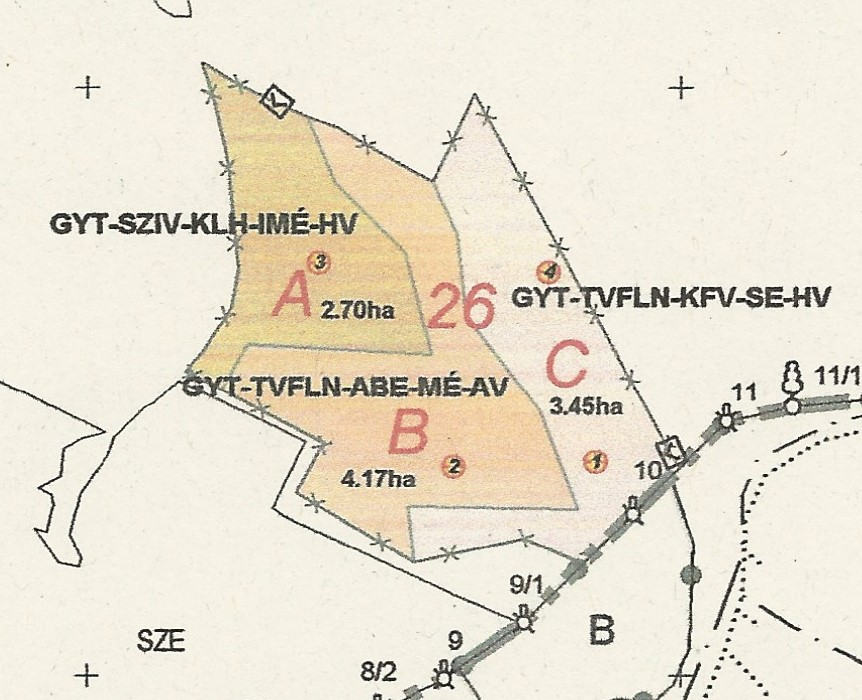 GYT-SZIV-KLH-IMÉ-HV
3
A 2.70ha
26
4
GYT-TVFLN-KFV-SE-HV
C
3.45ha
GYT-TVFLN-ABE-MÉ-AV
B
4.17ha
2
1
K
K
10
11
11/1
9/1
B
SZE
9
8/2